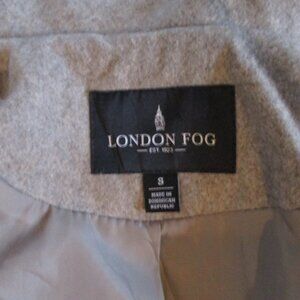 LONDON FOG
EST. 1923
S
MADE IN
DOMINICAN
REPUBLIC